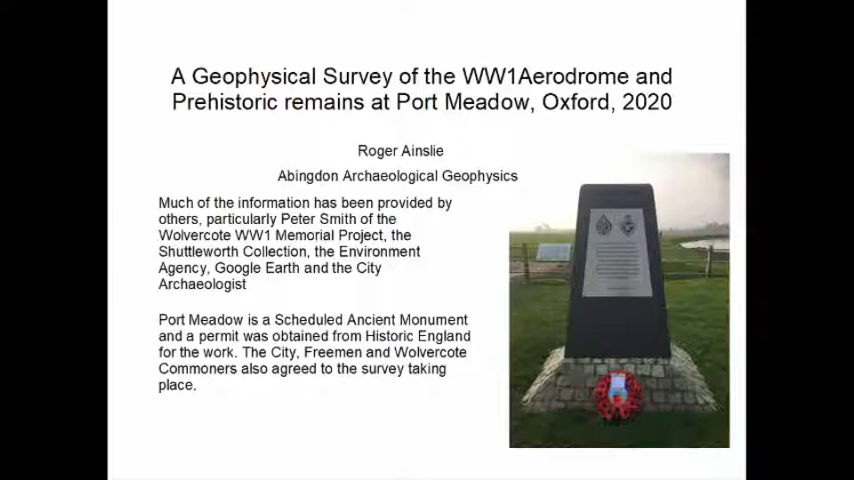 A Geophysical Survey of the WW1Aerodrome and
Prehistoric remains at Port Meadow, Oxford, 2020
Roger Ainslie
Abingdon Archaeological Geophysics
Much of the information has been provided by
others, particularly Peter Smith of the
Wolvercote WW1 Memorial Project, the
Shuttleworth Collection, the Environment
Agency, Google Earth and the City
Archaeologist
Port Meadow is a Scheduled Ancient Monument
and a permit was obtained from Historic England
for the work. The City, Freemen and Wolvercote
Commoners also agreed to the survey taking
place.